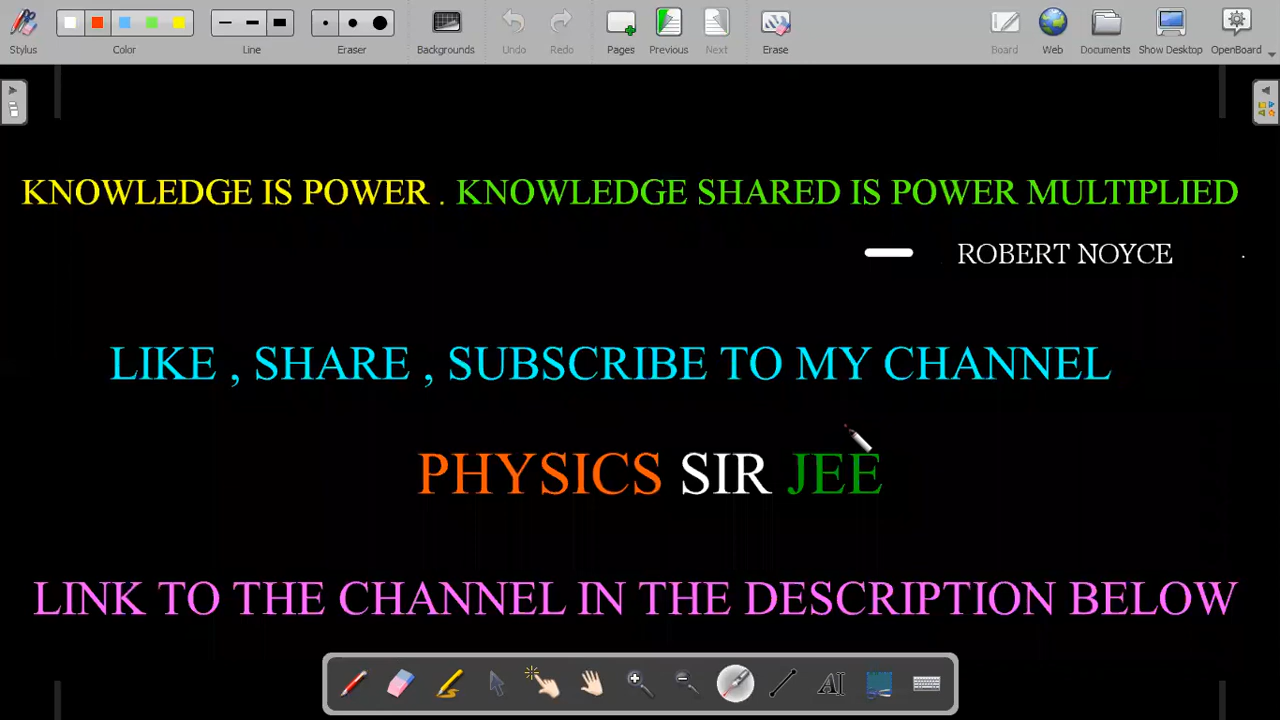 Stylus Color Line Eraser Backgrounds Undo Redo Pages Previous Next Erase Board Web Documents Show Desktop OpenBoard
KNOWLEDGE IS POWER . KNOWLEDGE SHARED IS POWER MULTIPLIED
— ROBERT NOYCE .
LIKE , SHARE , SUBSCRIBE TO MY CHANNEL
PHYSICS SIR JEE
LINK TO THE CHANNEL IN THE DESCRIPTION BELOW
AI